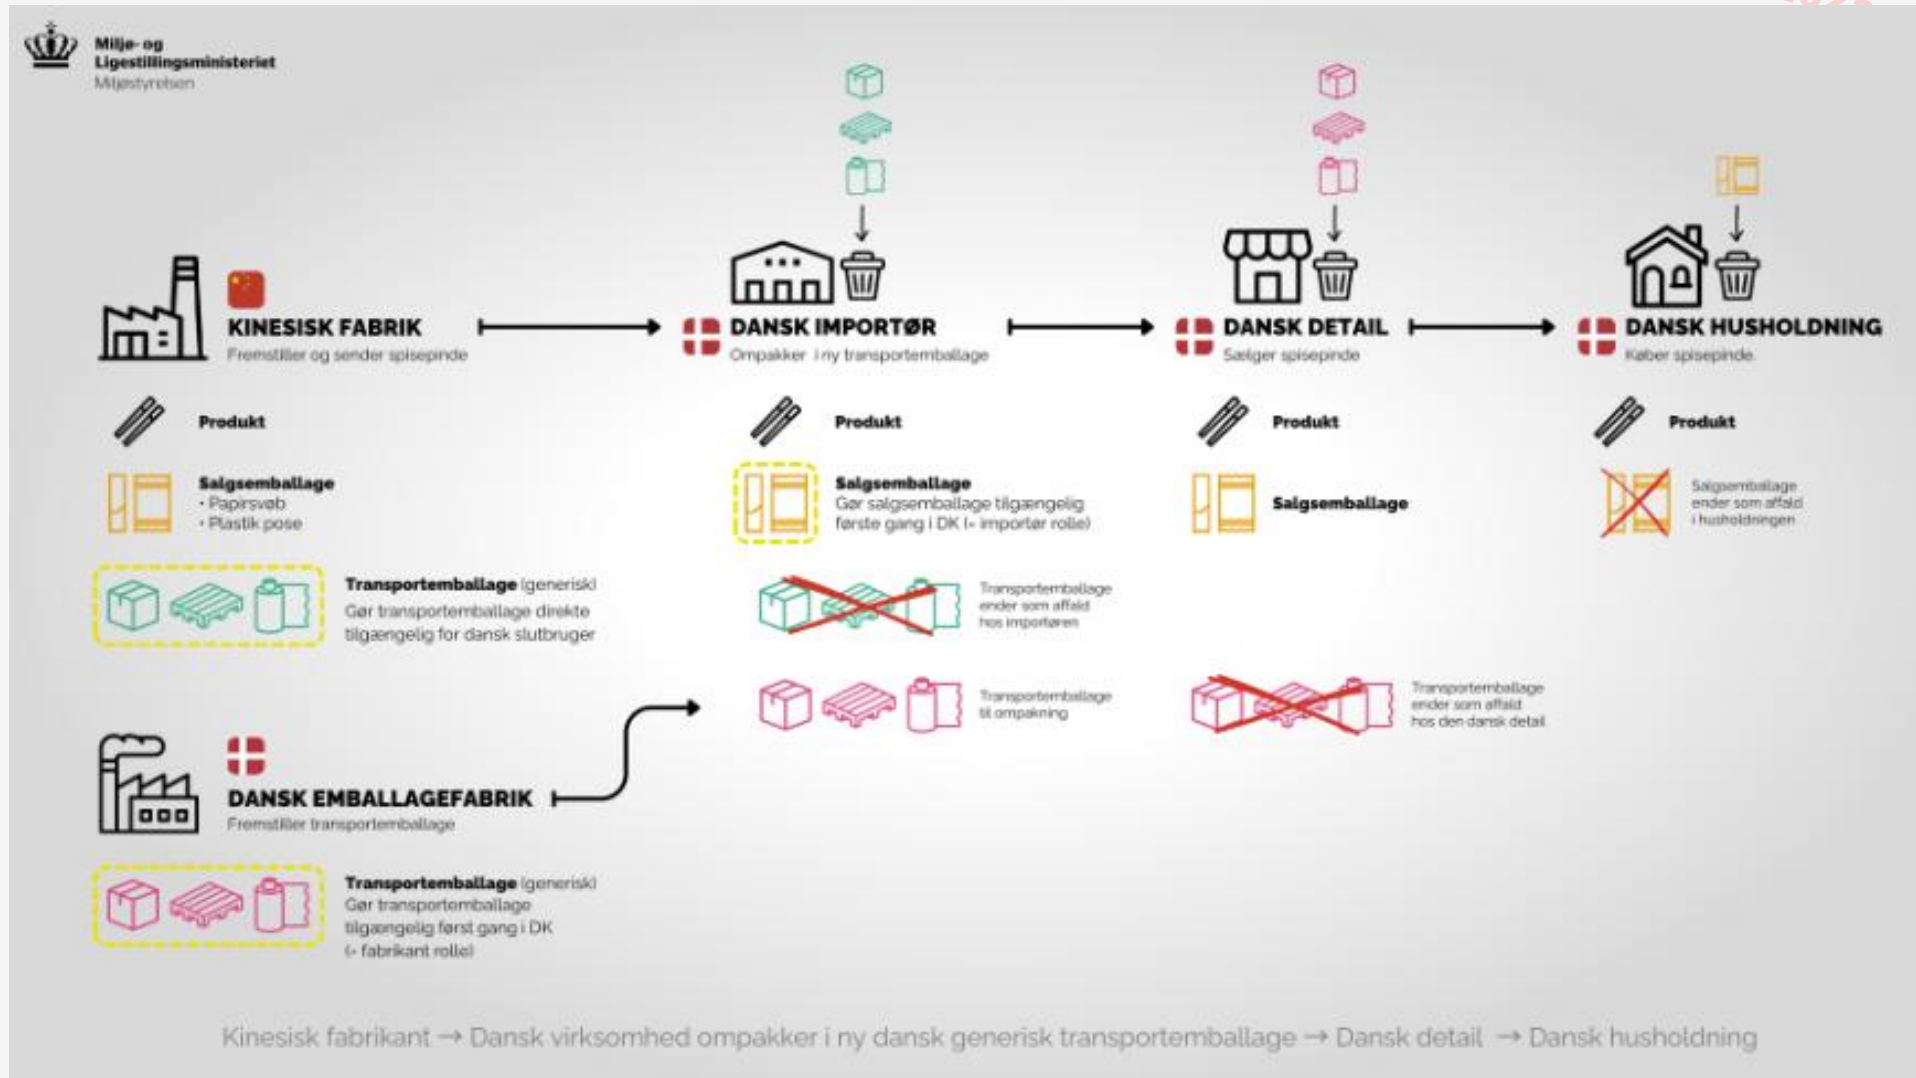 Miljø- og
Ligestillingsministeriet
Miljøstyrelsen
KINESISK FABRIK
Fremstiller og sender spisepinde
DANSK IMPORTØR
Ompakker i ny transportemballage
DANSK DETAIL
Sælger spisepinde
DANSK HUSHOLDNING
Køber spisepinde.
Produkt
Produkt
Produkt
Produkt
Salgsemballage
• Papirsvøb
• Plastik pose
Salgsemballage
Gør salgsemballage tilgængelig
første gang i DK (= importør rolle)
Salgsemballage
Salgsemballage
ender som affald
i husholdningen
Transportemballage (generisk)
Gør transportemballage direkte
tilgængelig for dansk slutbruger
Transportemballage
ender som affald
hos importøren
Transportemballage
til ompakning
Transportemballage
ender som affald
hos den dansk detail
DANSK EMBALLAGEFABRIK
Fremstiller transportemballage
Transportemballage (generisk)
Gør transportemballage
tilgængelig først gang i DK
(= fabrikant rolle)
Kinesisk fabrikant → Dansk virksomhed ompakker i ny dansk generisk transportemballage → Dansk detail → Dansk husholdning